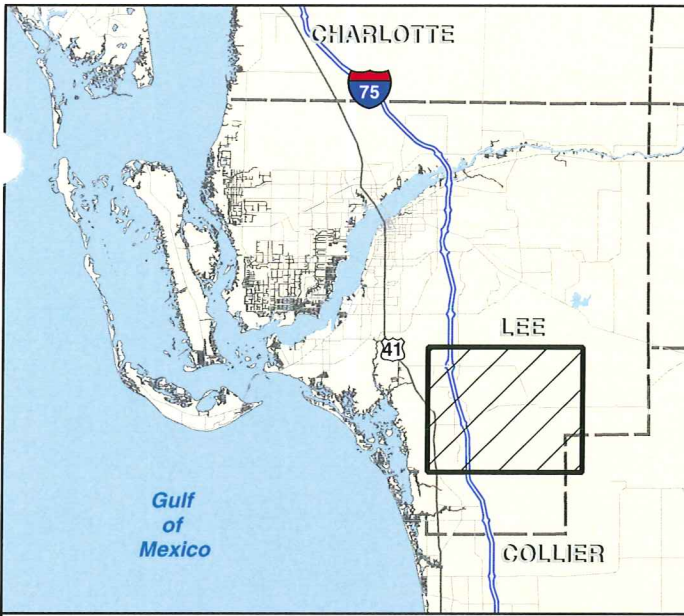 CHARLOTTE
75
LEE
41
Gulf
of
Mexico
COLLIER